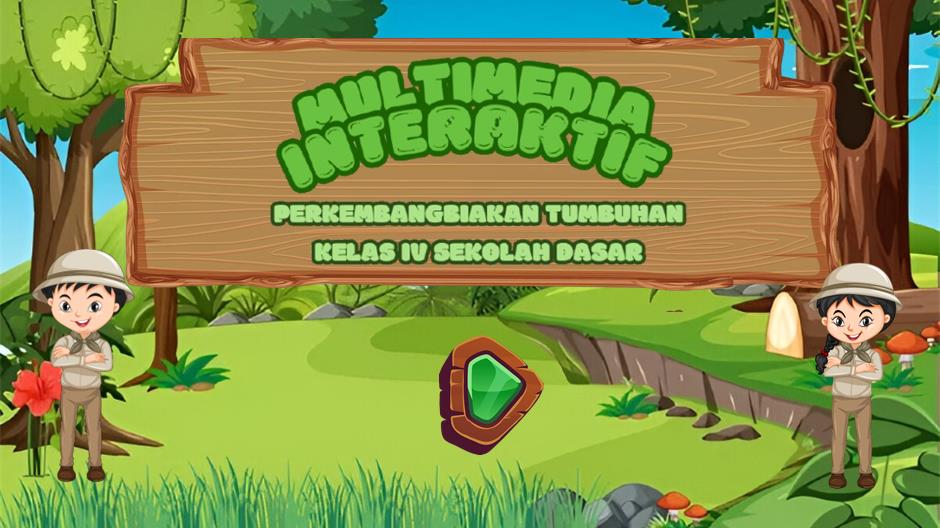 MULTIMEDIA
INTERAKTIF
PERKEMBANGBIAKAN TUMBUHAN
KELAS IV SEKOLAH DASAR